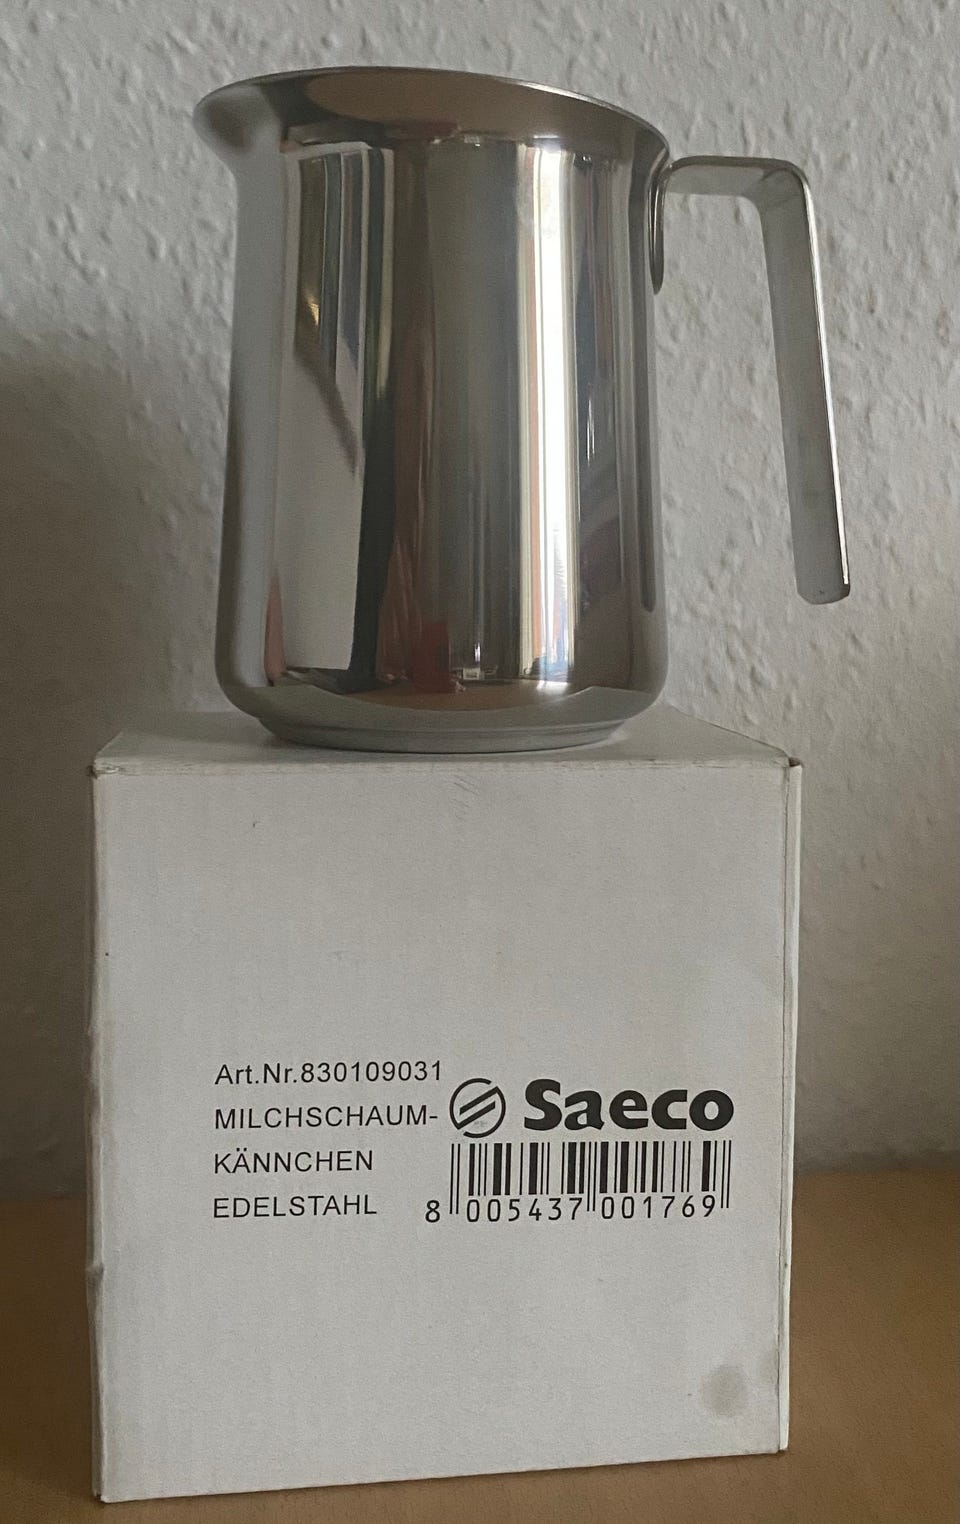 Art.Nr.830109031
MILCHSCHAUM-
KÄNNCHEN
EDELSTAHL
Saeco
8 005437 001769